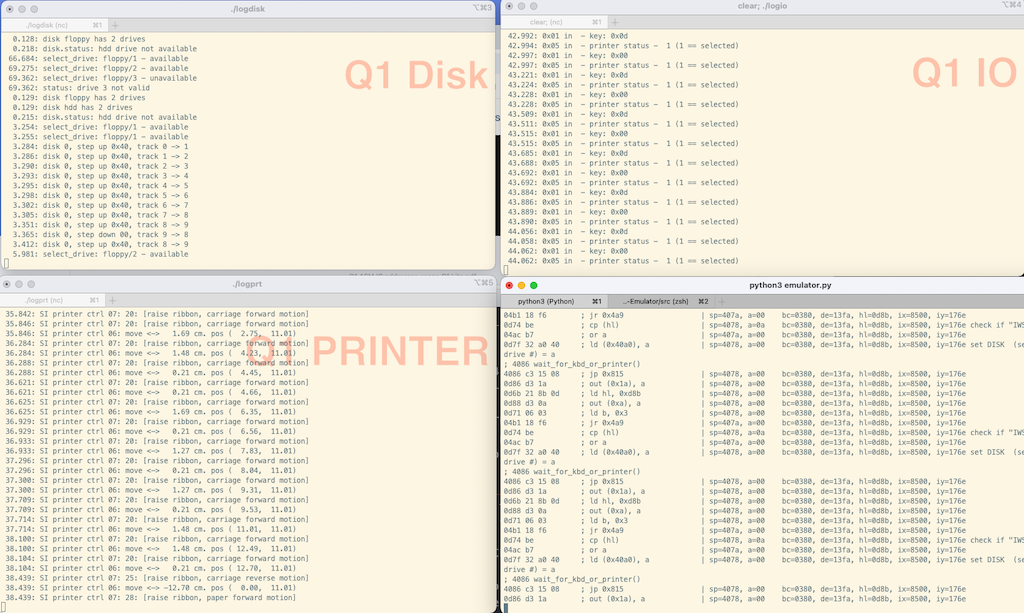 ./logdisk
⌥⌘3
./logdisk (nc)
⌘1
0.128: disk floppy has 2 drives
0.218: disk.status: hdd drive not available
66.684: select_drive: floppy/1 - available
69.275: select_drive: floppy/2 - available
69.362: select_drive: floppy/3 - unavailable
69.362: status: drive 3 not valid
0.129: disk floppy has 2 drives
0.129: disk hdd has 2 drives
0.215: disk.status: hdd drive not available
3.254: select_drive: floppy/1 - available
3.255: select_drive: floppy/1 - available
3.284: disk 0, step up 0x40, track 0 -> 1
3.286: disk 0, step up 0x40, track 1 -> 2
3.290: disk 0, step up 0x40, track 2 -> 3
3.293: disk 0, step up 0x40, track 3 -> 4
3.295: disk 0, step up 0x40, track 4 -> 5
3.298: disk 0, step up 0x40, track 5 -> 6
3.302: disk 0, step up 0x40, track 6 -> 7
3.305: disk 0, step up 0x40, track 7 -> 8
3.351: disk 0, step up 0x40, track 8 -> 9
3.365: disk 0, step down 00, track 9 -> 8
3.412: disk 0, step up 0x40, track 8 -> 9
5.981: select_drive: floppy/2 - available
Q1 Disk
clear; ./logio
⌥⌘4
clear; (nc)
⌘1
42.992: 0x01 in  - key: 0x0d
42.994: 0x05 in  - printer status -  1 (1 == selected)
42.997: 0x01 in  - key: 0x00
42.997: 0x05 in  - printer status -  1 (1 == selected)
43.221: 0x01 in  - key: 0x0d
43.224: 0x05 in  - printer status -  1 (1 == selected)
43.228: 0x01 in  - key: 0x00
43.228: 0x05 in  - printer status -  1 (1 == selected)
43.509: 0x01 in  - key: 0x0d
43.511: 0x05 in  - printer status -  1 (1 == selected)
43.515: 0x01 in  - key: 0x00
43.515: 0x05 in  - printer status -  1 (1 == selected)
43.685: 0x01 in  - key: 0x0d
43.688: 0x05 in  - printer status -  1 (1 == selected)
43.692: 0x01 in  - key: 0x00
43.692: 0x05 in  - printer status -  1 (1 == selected)
43.884: 0x01 in  - key: 0x0d
43.886: 0x05 in  - printer status -  1 (1 == selected)
43.889: 0x01 in  - key: 0x00
43.890: 0x05 in  - printer status -  1 (1 == selected)
44.056: 0x01 in  - key: 0x0d
44.058: 0x05 in  - printer status -  1 (1 == selected)
44.062: 0x01 in  - key: 0x00
44.062: 0x05 in  - printer status -  1 (1 == selected)
Q1 IO
./logprt
⌥⌘5
./logprt (nc)
⌘1
35.842: SI printer ctrl 07: 20: [raise ribbon, carriage forward motion]
35.846: SI printer ctrl 07: 20: [raise ribbon, carriage forward motion]
35.846: SI printer ctrl 06: move <->   1.69 cm. pos (  2.75,  11.01)
36.284: SI printer ctrl 07: 20: [raise ribbon, carriage forward motion]
36.284: SI printer ctrl 06: move <->   1.48 cm. pos (  4.23,  11.01)
36.288: SI printer ctrl 07: 20: [raise ribbon, carriage forward motion]
36.288: SI printer ctrl 06: move <->   0.21 cm. pos (  4.45,  11.01)
36.621: SI printer ctrl 07: 20: [raise ribbon, carriage forward motion]
36.621: SI printer ctrl 06: move <->   0.21 cm. pos (  4.66,  11.01)
36.625: SI printer ctrl 07: 20: [raise ribbon, carriage forward motion]
36.625: SI printer ctrl 06: move <->   1.69 cm. pos (  6.35,  11.01)
36.929: SI printer ctrl 07: 20: [raise ribbon, carriage forward motion]
36.929: SI printer ctrl 06: move <->   0.21 cm. pos (  6.56,  11.01)
36.933: SI printer ctrl 07: 20: [raise ribbon, carriage forward motion]
36.933: SI printer ctrl 06: move <->   1.27 cm. pos (  7.83,  11.01)
37.296: SI printer ctrl 07: 20: [raise ribbon, carriage forward motion]
37.296: SI printer ctrl 06: move <->   0.21 cm. pos (  8.04,  11.01)
37.300: SI printer ctrl 07: 20: [raise ribbon, carriage forward motion]
37.300: SI printer ctrl 06: move <->   1.27 cm. pos (  9.31,  11.01)
37.709: SI printer ctrl 07: 20: [raise ribbon, carriage forward motion]
37.709: SI printer ctrl 06: move <->   0.21 cm. pos (  9.53,  11.01)
37.714: SI printer ctrl 07: 20: [raise ribbon, carriage forward motion]
37.714: SI printer ctrl 06: move <->   1.48 cm. pos ( 11.01,  11.01)
38.100: SI printer ctrl 07: 20: [raise ribbon, carriage forward motion]
38.100: SI printer ctrl 06: move <->   1.48 cm. pos ( 12.49,  11.01)
38.104: SI printer ctrl 07: 20: [raise ribbon, carriage forward motion]
38.104: SI printer ctrl 06: move <->   0.21 cm. pos ( 12.70,  11.01)
38.439: SI printer ctrl 07: 25: [raise ribbon, carriage reverse motion]
38.439: SI printer ctrl 06: move <-> -12.70 cm. pos (  0.00,  11.01)
38.439: SI printer ctrl 07: 28: [raise ribbon, paper forward motion]
Q1 PRINTER
python3 emulator.py
python3 (Python)
⌘1
..-Emulator/src (zsh)
⌘2
04b1 18 f6        ; jr 0x4a9                   | sp=407a, a=00    bc=0380, de=13fa, hl=0d8b, ix=8500, iy=176e
0d74 be           ; cp (hl)                    | sp=407a, a=0a    bc=0380, de=13fa, hl=0d8b, ix=8500, iy=176e check if "IWS
04ac b7           ; or a                       | sp=407a, a=00    bc=0380, de=13fa, hl=0d8b, ix=8500, iy=176e
0d7f 32 a0 40     ; ld (0x40a0), a             | sp=407a, a=00    bc=0380, de=13fa, hl=0d8b, ix=8500, iy=176e set DISK  (se
drive #) = a
; 4086 wait_for_kbd_or_printer()
4086 c3 15 08     ; jp 0x815                   | sp=4078, a=00    bc=0380, de=13fa, hl=0d8b, ix=8500, iy=176e
0d86 d3 1a        ; out (0x1a), a              | sp=4078, a=00    bc=0380, de=13fa, hl=0d8b, ix=8500, iy=176e
0d6b 21 8b 0d     ; ld hl, 0xd8b               | sp=407a, a=00    bc=0380, de=13fa, hl=0d8b, ix=8500, iy=176e
0d88 d3 0a        ; out (0xa), a               | sp=4078, a=00    bc=0380, de=13fa, hl=0d8b, ix=8500, iy=176e
0d71 06 03        ; ld b, 0x3                  | sp=407a, a=00    bc=0380, de=13fa, hl=0d8b, ix=8500, iy=176e
04b1 18 f6        ; jr 0x4a9                   | sp=407a, a=00    bc=0380, de=13fa, hl=0d8b, ix=8500, iy=176e
0d74 be           ; cp (hl)                    | sp=407a, a=0a    bc=0380, de=13fa, hl=0d8b, ix=8500, iy=176e check if "IWS
04ac b7           ; or a                       | sp=407a, a=00    bc=0380, de=13fa, hl=0d8b, ix=8500, iy=176e
0d7f 32 a0 40     ; ld (0x40a0), a             | sp=407a, a=00    bc=0380, de=13fa, hl=0d8b, ix=8500, iy=176e set DISK  (se
drive #) = a
; 4086 wait_for_kbd_or_printer()
4086 c3 15 08     ; jp 0x815                   | sp=4078, a=00    bc=0380, de=13fa, hl=0d8b, ix=8500, iy=176e
0d86 d3 1a        ; out (0x1a), a              | sp=4078, a=00    bc=0380, de=13fa, hl=0d8b, ix=8500, iy=176e
0d6b 21 8b 0d     ; ld hl, 0xd8b               | sp=407a, a=00    bc=0380, de=13fa, hl=0d8b, ix=8500, iy=176e
0d88 d3 0a        ; out (0xa), a               | sp=4078, a=00    bc=0380, de=13fa, hl=0d8b, ix=8500, iy=176e
0d71 06 03        ; ld b, 0x3                  | sp=407a, a=00    bc=0380, de=13fa, hl=0d8b, ix=8500, iy=176e
04b1 18 f6        ; jr 0x4a9                   | sp=407a, a=00    bc=0380, de=13fa, hl=0d8b, ix=8500, iy=176e
0d74 be           ; cp (hl)                    | sp=407a, a=0a    bc=0380, de=13fa, hl=0d8b, ix=8500, iy=176e check if "IWS
04ac b7           ; or a                       | sp=407a, a=00    bc=0380, de=13fa, hl=0d8b, ix=8500, iy=176e
0d7f 32 a0 40     ; ld (0x40a0), a             | sp=407a, a=00    bc=0380, de=13fa, hl=0d8b, ix=8500, iy=176e set DISK  (se
drive #) = a
; 4086 wait_for_kbd_or_printer()
4086 c3 15 08     ; jp 0x815                   | sp=4078, a=00    bc=0380, de=13fa, hl=0d8b, ix=8500, iy=176e
0d86 d3 1a        ; out (0x1a), a              | sp=4078, a=00    bc=0380, de=13fa, hl=0d8b, ix=8500, iy=176e